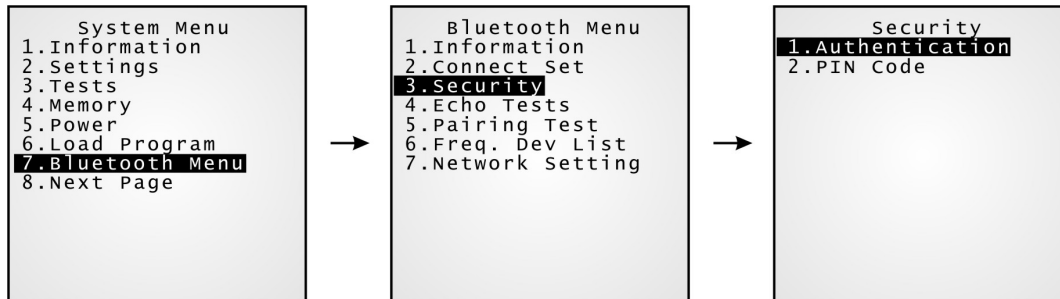 System Menu
1.Information
2.Settings
3.Tests
4.Memory
5.Power
6.Load Program
7.Bluetooth Menu
8.Next Page
Bluetooth Menu
1.Information
2.Connect Set
3.Security
4.Echo Tests
5.Pairing Test
6.Freq. Dev List
7.Network Setting
Security
1.Authentication
2.PIN Code